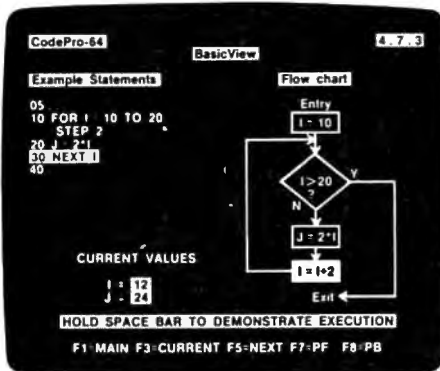 CodePro-64
4.7.3
BasicView
Example Statements
Flow chart
05
10 FOR I = 10 TO 20
STEP 2
20 J = 2*I
30 NEXT I
40
Entry
I = 10
I > 20
?
Y
N
J = 2*I
I = I+2
Exit
CURRENT VALUES
I = 12
J = 24
HOLD SPACE BAR TO DEMONSTRATE EXECUTION
F1=MAIN F3=CURRENT F5=NEXT F7=PF F8=PB